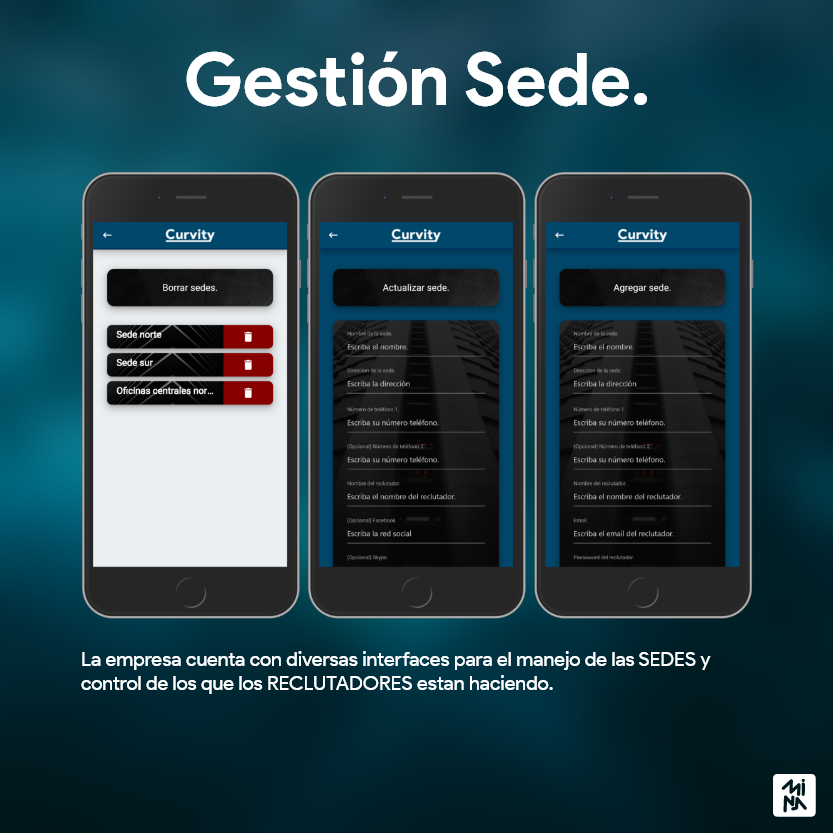 Gestión Sede.
Curvity
Borrar sedes.
Sede norte
Sede sur
Oficinas centrales nor...
Curvity
Actualizar sede.
Nombre de la sede.
Escriba el nombre.
Direccion de la sede.
Escriba la dirección
Número de teléfono 1.
Escriba su número teléfono.
(Opcional) Número de teléfono 2.
Escriba su número teléfono.
Nombre del reclutador.
Escriba el nombre del reclutador.
(Opcional) Facebook
Escriba la red social
(Opcional) Skype.
Curvity
Agregar sede.
Nombre de la sede.
Escriba el nombre.
Direccion de la sede.
Escriba la dirección
Número de teléfono 1.
Escriba su número teléfono.
(Opcional) Número de teléfono 2.
Escriba su número teléfono.
Nombre del reclutador.
Escriba el nombre del reclutador.
Email.
Escriba el email del reclutador.
Passoword del reclutador.
La empresa cuenta con diversas interfaces para el manejo de las SEDES y
control de los que los RECLUTADORES estan haciendo.
MiNA